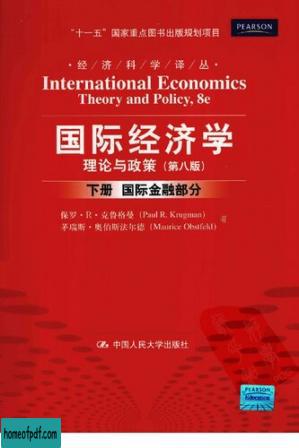 PEARSON
"十一五"国家重点图书出版规划项目
·经/济/科/学/译/丛·
International Economics
Theory and Policy, 8e
国际经济学
理论与政策(第八版)
下册 国际金融部分
保罗·R·克鲁格曼 (Paul R. Krugman)
茅瑞斯·奥伯斯法尔德 (Maurice Obstfeld) 著
中国人民大学出版社
PEARSON
Education
homeofpdf.com
homeofpdf.com